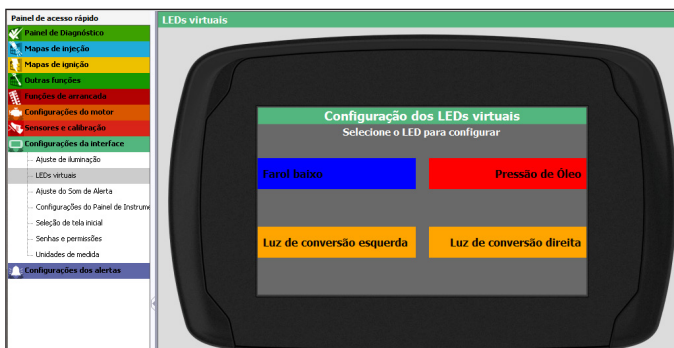 Painel de acesso rápido
Painel de Diagnóstico
Mapas de injeção
Mapas de ignição
Outras funções
Funções de arrancada
Configurações do motor
Sensores e calibração
Configurações da interface
Ajuste de iluminação
LEDs virtuais
Ajuste do Som de Alerta
Configurações do Painel de Instrume
Seleção de tela inicial
Senhas e permissões
Unidades de medida
Configurações dos alertas
LEDs virtuais
Configuração dos LEDs virtuais
Selecione o LED para configurar
Farol baixo
Pressão de Óleo
Luz de conversão esquerda
Luz de conversão direita